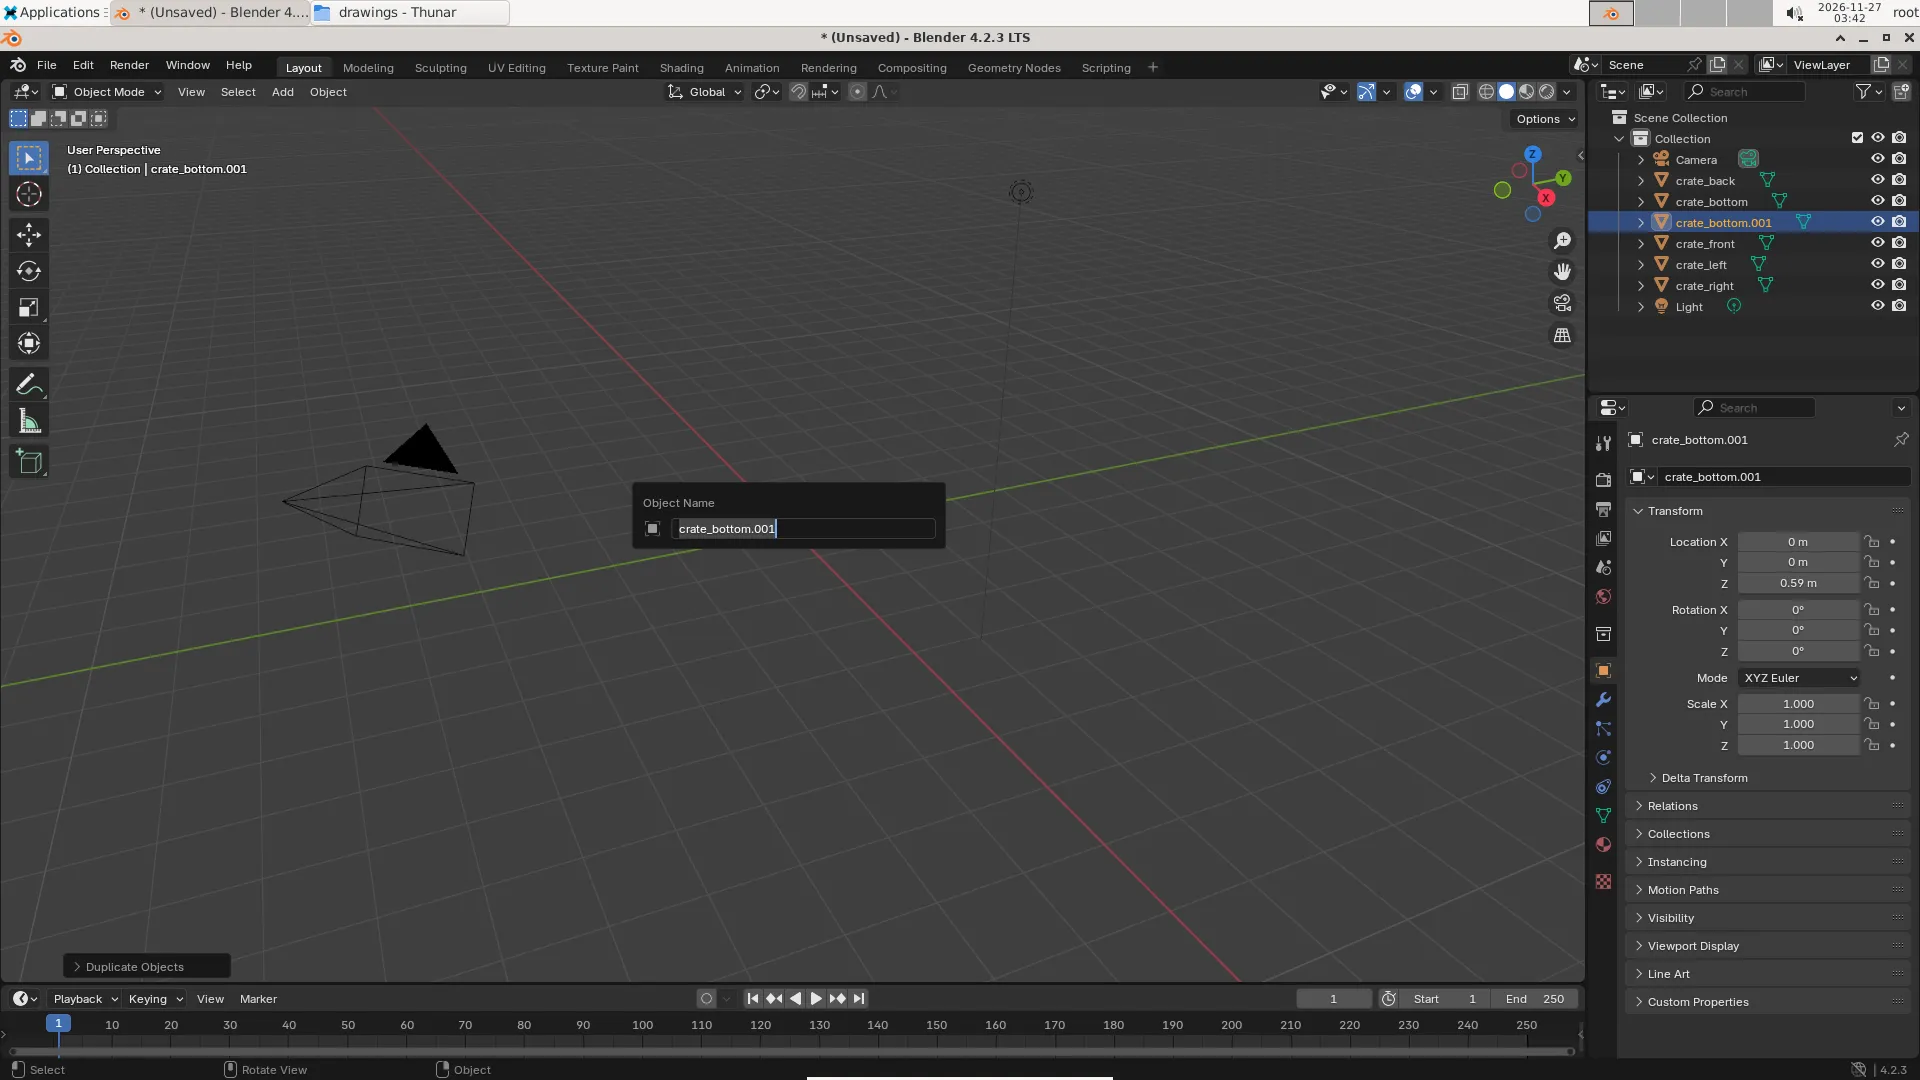 Applications
* (Unsaved) - Blender 4....
drawings - Thunar
2026-11-27
03:42
root
* (Unsaved) - Blender 4.2.3 LTS
File
Edit
Render
Window
Help
Layout
Modeling
Sculpting
UV Editing
Texture Paint
Shading
Animation
Rendering
Compositing
Geometry Nodes
Scripting
Scene
ViewLayer
Object Mode
View
Select
Add
Object
Global
Search
Options
User Perspective
(1) Collection | crate_bottom.001
Z
Y
X
Scene Collection
Collection
Camera
crate_back
crate_bottom
crate_bottom.001
crate_front
crate_left
crate_right
Light
Object Name
crate_bottom.001
Search
crate_bottom.001
crate_bottom.001
Transform
Location X 0 m
Y 0 m
Z 0.59 m
Rotation X 0°
Y 0°
Z 0°
Mode XYZ Euler
Scale X 1.000
Y 1.000
Z 1.000
Delta Transform
Relations
Collections
Instancing
Motion Paths
Visibility
Viewport Display
Line Art
Custom Properties
Duplicate Objects
Playback
Keying
View
Marker
1
Start 1
End 250
1 10 20 30 40 50 60 70 80 90 100 110 120 130 140 150 160 170 180 190 200 210 220 230 240 250
Select
Rotate View
Object
4.2.3